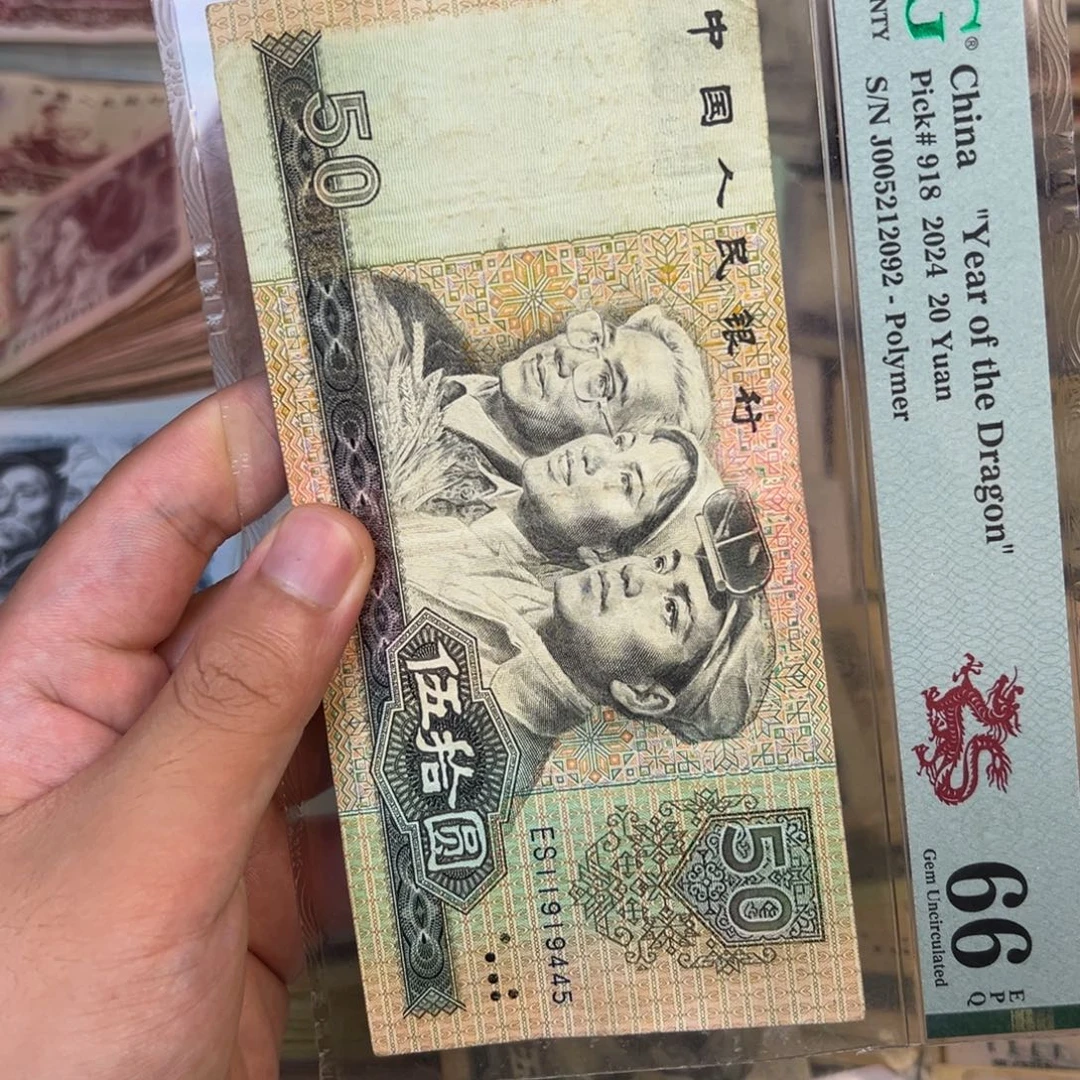 中国人民银行
50
伍拾圆
50
ES11919445
NTY
G®
China "Year of the Dragon"
Pick# 918 2024 20 Yuan
S/N J005212092 - Polymer
66 EPQ
Gem Uncirculated